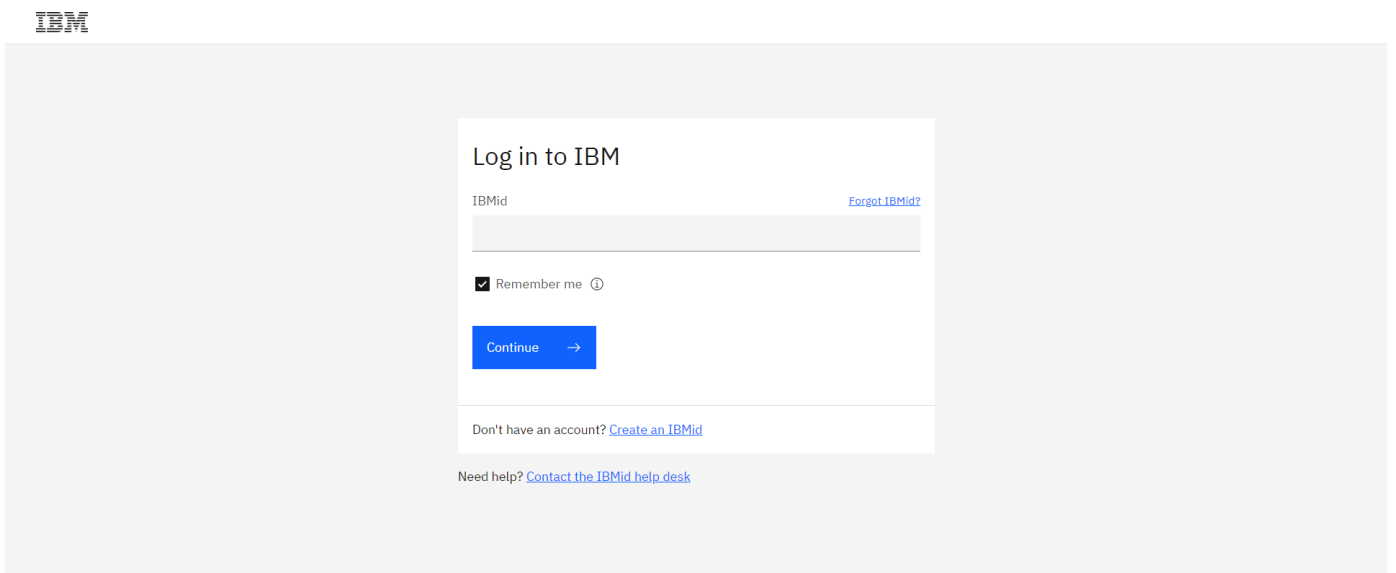 IBM
Log in to IBM
IBMid Forgot IBMid?
Remember me
Continue
Don't have an account? Create an IBMid
Need help? Contact the IBMid help desk